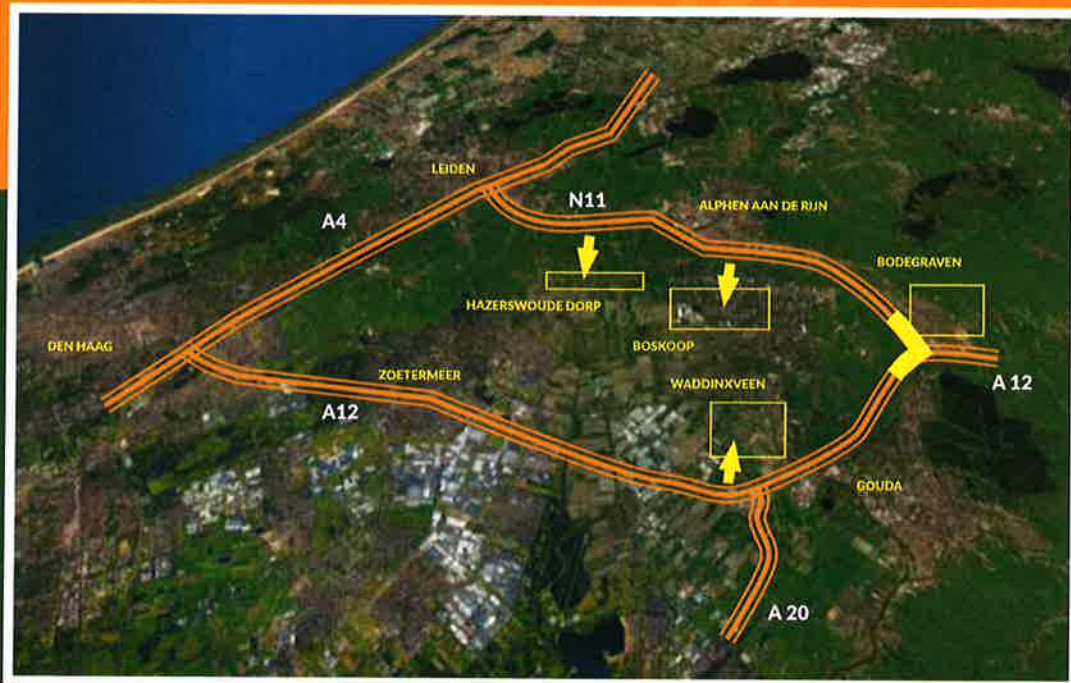 LEIDEN
A4
N11
ALPHEN AAN DE RIJN
BODEGRAVEN
HAZERSWOUDE DORP
DEN HAAG
BOSKOOP
ZOETERMEER
WADDINXVEEN
A 12
A12
GOUDA
A 20